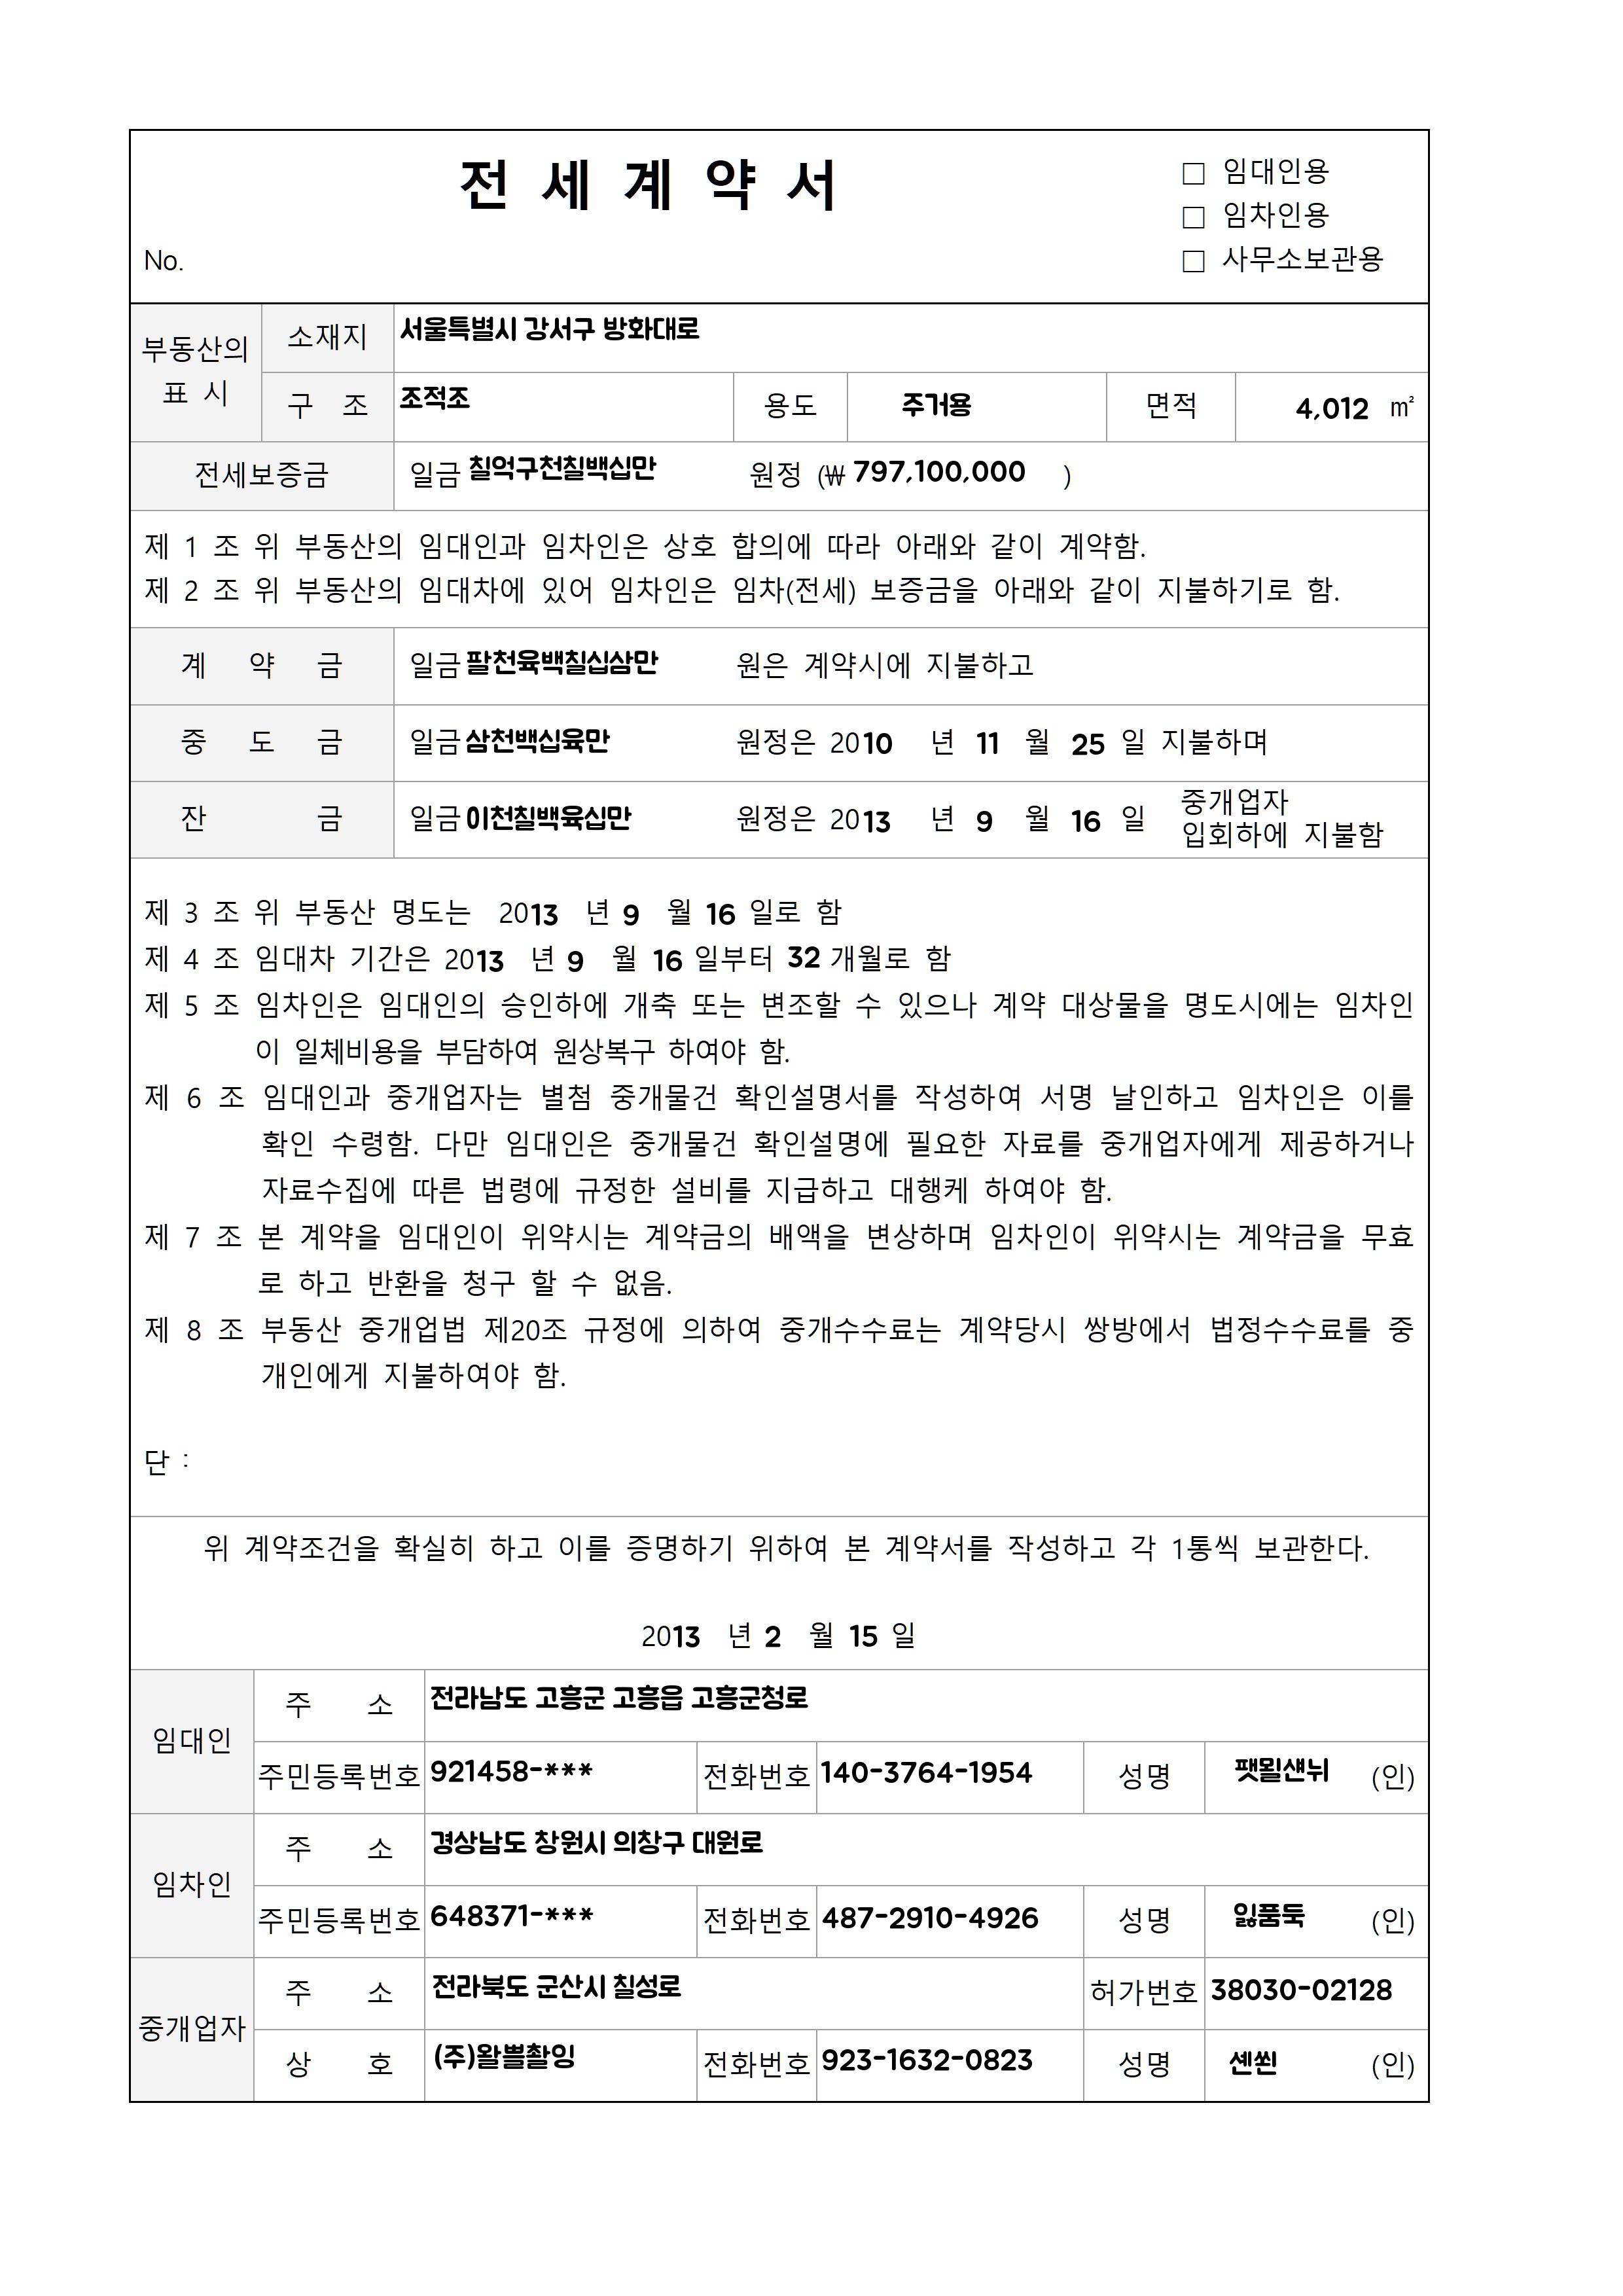 전 세 계 약 서
□ 임대인용
□ 임차인용
□ 사무소보관용
No.
부동산의 표 시
소재지 서울특별시 강서구 방화대로
구 조 조적조 용도 주거용 면적 4,012 ㎡
전세보증금 일금 칠억구천칠백십만 원정 (₩ 797,100,000 )
제 1 조 위 부동산의 임대인과 임차인은 상호 합의에 따라 아래와 같이 계약함.
제 2 조 위 부동산의 임대차에 있어 임차인은 임차(전세) 보증금을 아래와 같이 지불하기로 함.
계 약 금 일금 팔천육백칠십삼만 원은 계약시에 지불하고
중 도 금 일금 삼천백십육만 원정은 2010 년 11 월 25 일 지불하며
잔 금 일금 이천칠백육십만 원정은 2013 년 9 월 16 일 중개업자
입회하에 지불함
제 3 조 위 부동산 명도는 2013 년 9 월 16 일로 함
제 4 조 임대차 기간은 2013 년 9 월 16 일부터 32 개월로 함
제 5 조 임차인은 임대인의 승인하에 개축 또는 변조할 수 있으나 계약 대상물을 명도시에는 임차인
이 일체비용을 부담하여 원상복구 하여야 함.
제 6 조 임대인과 중개업자는 별첨 중개물건 확인설명서를 작성하여 서명 날인하고 임차인은 이를
확인 수령함. 다만 임대인은 중개물건 확인설명에 필요한 자료를 중개업자에게 제공하거나
자료수집에 따른 법령에 규정한 설비를 지급하고 대행케 하여야 함.
제 7 조 본 계약을 임대인이 위약시는 계약금의 배액을 변상하며 임차인이 위약시는 계약금을 무효
로 하고 반환을 청구 할 수 없음.
제 8 조 부동산 중개업법 제20조 규정에 의하여 중개수수료는 계약당시 쌍방에서 법정수수료를 중
개인에게 지불하여야 함.
단 :
위 계약조건을 확실히 하고 이를 증명하기 위하여 본 계약서를 작성하고 각 1통씩 보관한다.
2013 년 2 월 15 일
임대인
주 소 전라남도 고흥군 고흥읍 고흥군청로
주민등록번호 921458-*** 전화번호 140-3764-1954 성명 (인)
임차인
주 소 경상남도 창원시 의창구 대원로
주민등록번호 648371-*** 전화번호 487-2910-4926 성명 잃품둑 (인)
중개업자
주 소 전라북도 군산시 칠성로 허가번호 38030-02128
상 호 (주)왈쁠촬잉 전화번호 923-1632-0823 성명 셴쐰 (인)